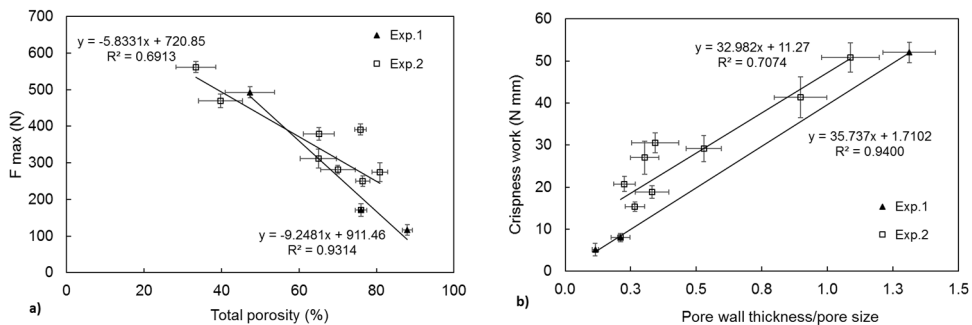 700
600
500
400
300
200
100
0
F max (N)
y = -5.8331x + 720.85
R² = 0.6913
Exp.1
Exp.2
y = -9.2481x + 911.46
R² = 0.9314
0 20 40 60 80 100
a)
Total porosity (%)
60
50
40
30
20
10
0
Crispness work (N mm)
y = 32.982x + 11.27
R² = 0.7074
y = 35.737x + 1.7102
R² = 0.9400
Exp.1
Exp.2
0.0 0.3 0.5 0.8 1.0 1.3 1.5
b)
Pore wall thickness/pore size